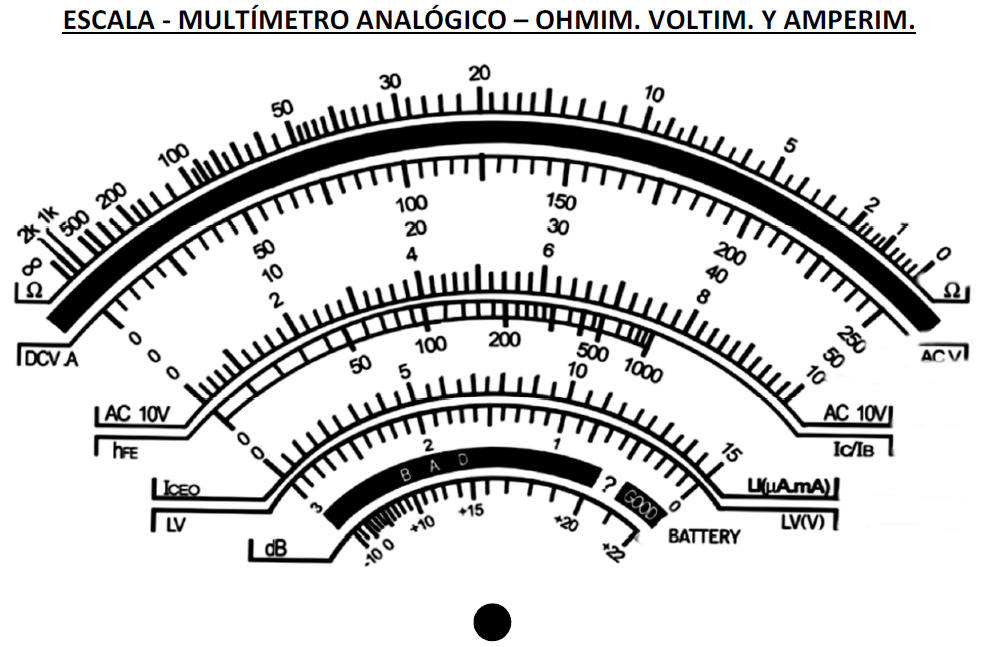 ESCALA - MULTÍMETRO ANALÓGICO – OHMIM. VOLTIM. Y AMPERIM.
∞ 2k 1k 500 200 100 50 30 20 10 5 2 1 0
Ω Ω
0 50 100 150 200 250
0 10 20 30 40 50
0 2 4 6 8 10
DCV.A AC V
AC 10V AC 10V
0 50 100 200 500 1000
hFE IC/IB
0 5 10 15
ICEO LI(µA.mA)
3 2 1 0
LV LV(V)
BAD ? GOOD
BATTERY
-10 0 +10 +15 +20 +22
dB